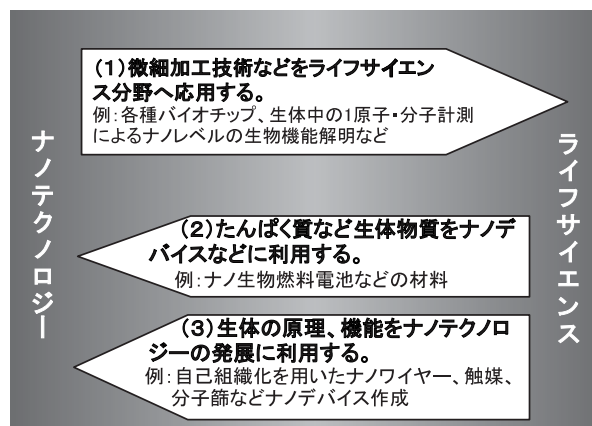 ナノテクノロジー
(1)微細加工技術などをライフサイエン
ス分野へ応用する。
例:各種バイオチップ、生体中の1原子・分子計測
によるナノレベルの生物機能解明など
(2)たんぱく質など生体物質をナノデ
バイスなどに利用する。
例:ナノ生物燃料電池などの材料
(3)生体の原理、機能をナノテクノロ
ジーの発展に利用する。
例:自己組織化を用いたナノワイヤー、触媒、
分子篩などナノデバイス作成
ライフサイエンス